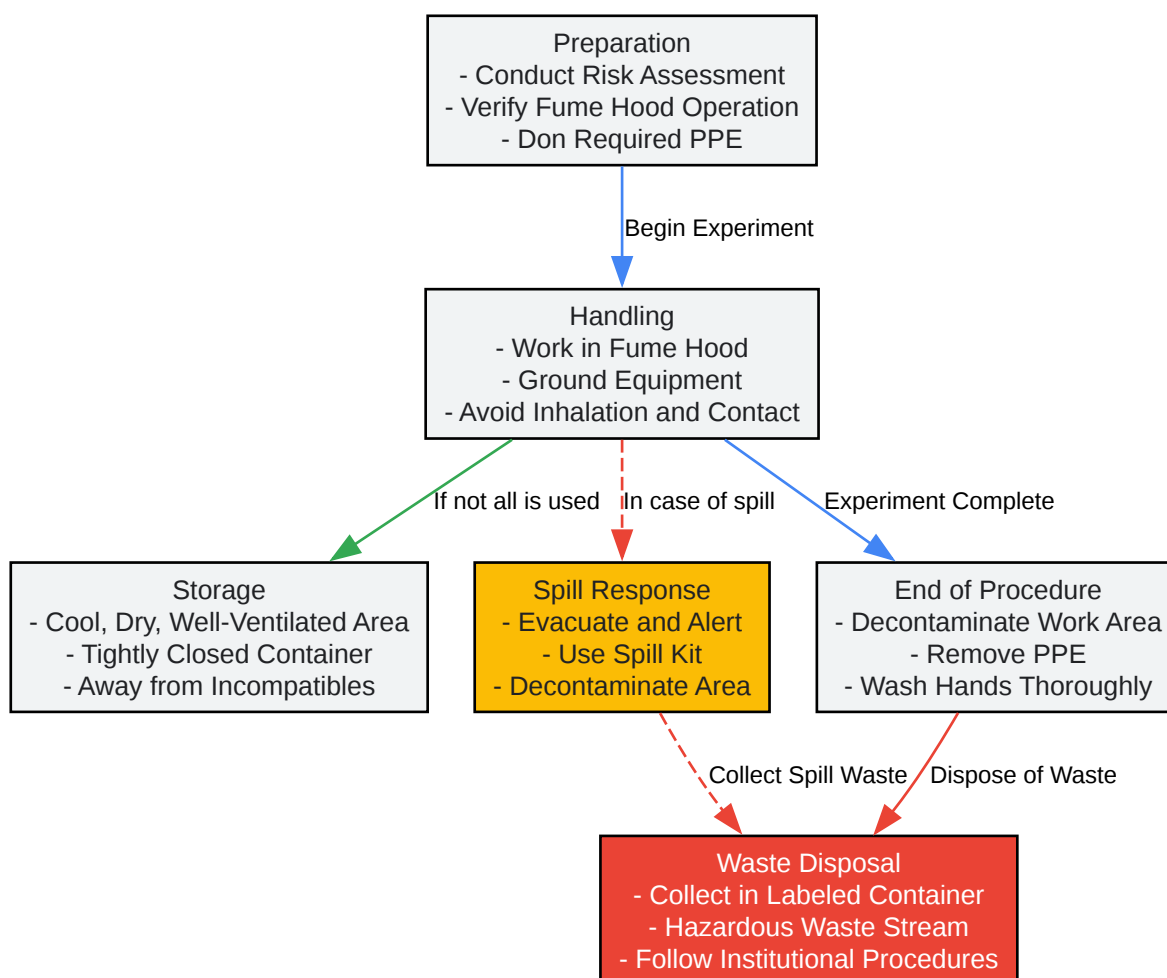 Preparation
- Conduct Risk Assessment
- Verify Fume Hood Operation
- Don Required PPE
Begin Experiment
Handling
- Work in Fume Hood
- Ground Equipment
- Avoid Inhalation and Contact
If not all is used
In case of spill
Experiment Complete
Storage
- Cool, Dry, Well-Ventilated Area
- Tightly Closed Container
- Away from Incompatibles
Spill Response
- Evacuate and Alert
- Use Spill Kit
- Decontaminate Area
End of Procedure
- Decontaminate Work Area
- Remove PPE
- Wash Hands Thoroughly
Collect Spill Waste
Dispose of Waste
Waste Disposal
- Collect in Labeled Container
- Hazardous Waste Stream
- Follow Institutional Procedures